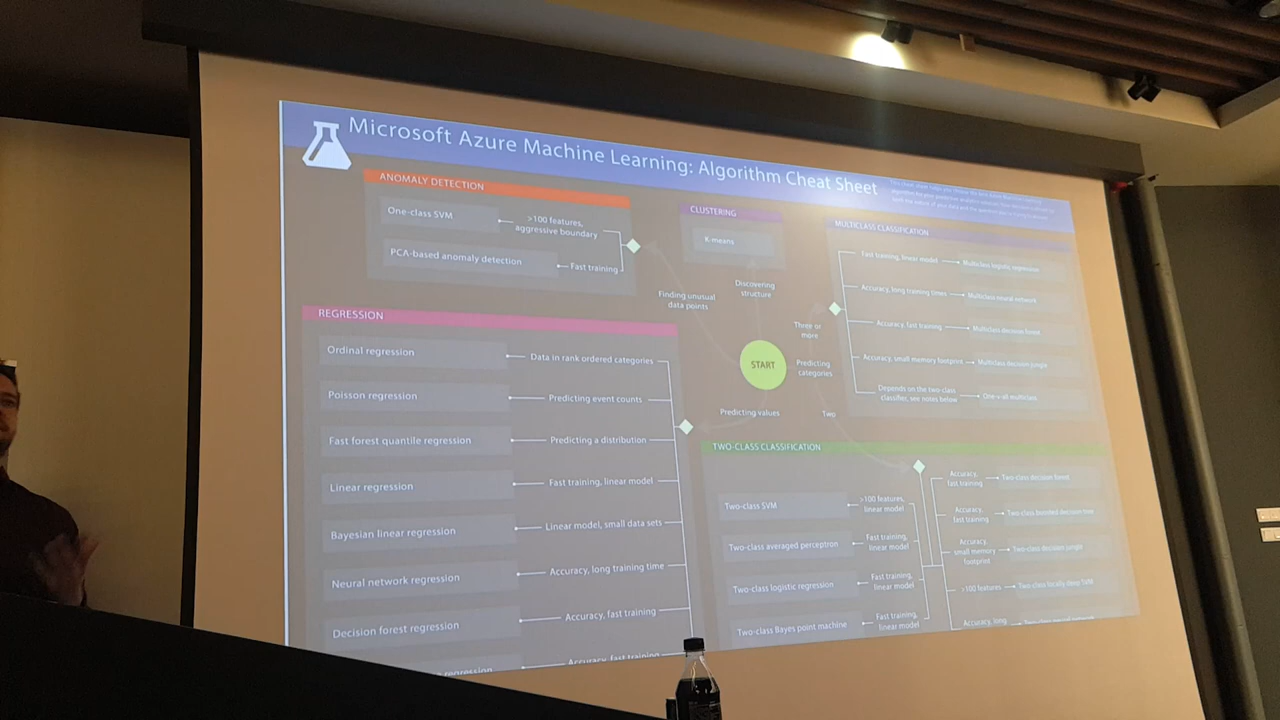 Microsoft Azure Machine Learning: Algorithm Cheat Sheet
ANOMALY DETECTION
One-class SVM
>100 features,
aggressive boundary
PCA-based anomaly detection
Fast training
CLUSTERING
K-means
Discovering
structure
Finding unusual
data points
START
Three or
more
Predicting
categories
Predicting values
Two
MULTICLASS CLASSIFICATION
Fast training, linear model
Multiclass logistic regression
Accuracy, long training times
Multiclass neural network
Accuracy, fast training
Multiclass decision forest
Accuracy, small memory footprint
Multiclass decision jungle
Depends on the two-class
classifier, see notes below
One-v-all multiclass
REGRESSION
Ordinal regression
Data in rank ordered categories
Poisson regression
Predicting event counts
Fast forest quantile regression
Predicting a distribution
Linear regression
Fast training, linear model
Bayesian linear regression
Linear model, small data sets
Neural network regression
Accuracy, long training time
Decision forest regression
Accuracy, fast training
regression
Accuracy, fast training
TWO-CLASS CLASSIFICATION
Two-class SVM
>100 features,
linear model
Two-class averaged perceptron
Fast training,
linear model
Two-class logistic regression
Fast training,
linear model
Two-class Bayes point machine
Fast training,
linear model
Accuracy,
fast training
Two-class decision forest
Accuracy,
fast training
Two-class boosted decision tree
Accuracy,
small memory
footprint
Two-class decision jungle
>100 features
Two-class locally deep SVM
Accuracy, long